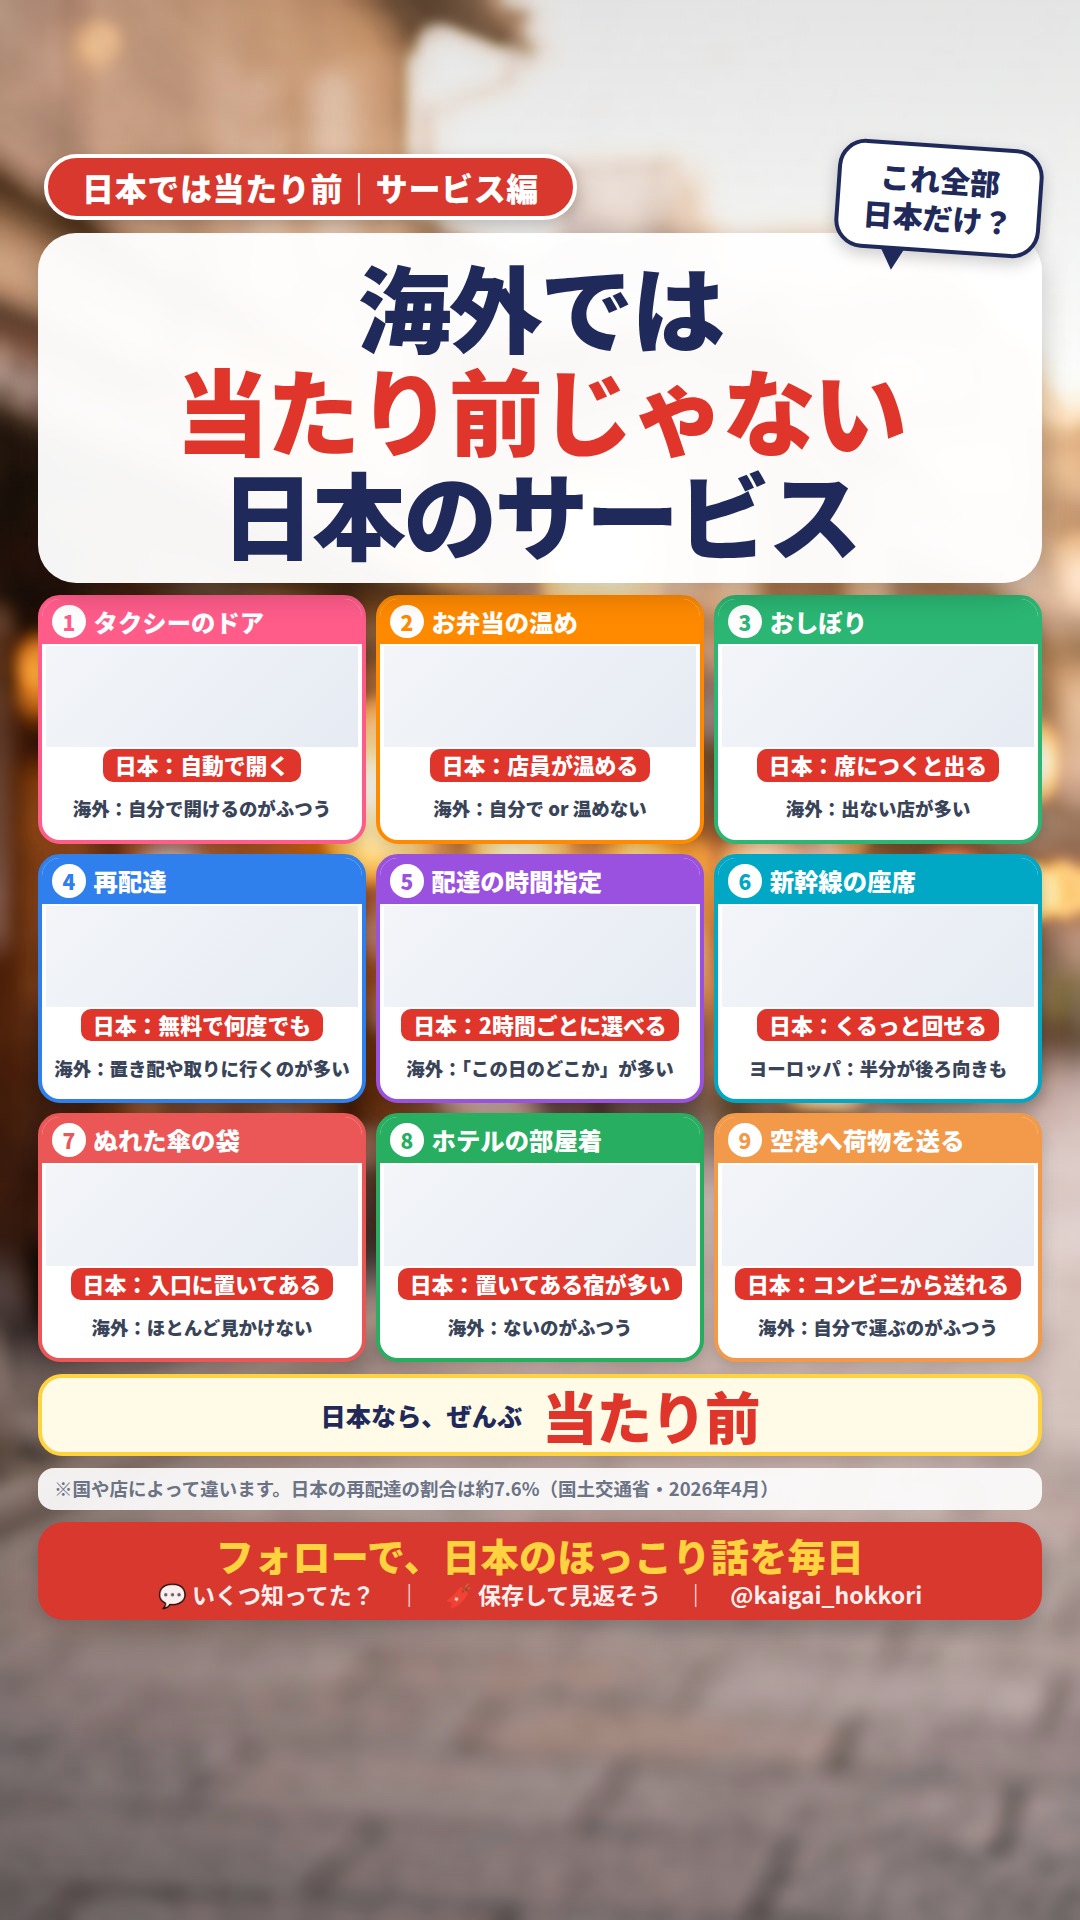 日本では当たり前｜サービス編
これ全部
日本だけ？
海外では
当たり前じゃない
日本のサービス
1 タクシーのドア
日本：自動で開く
海外：自分で開けるのがふつう
2 お弁当の温め
日本：店員が温める
海外：自分で or 温めない
3 おしぼり
日本：席につくと出る
海外：出ない店が多い
4 再配達
日本：無料で何度でも
海外：置き配や取りに行くのが多い
5 配達の時間指定
日本：2時間ごとに選べる
海外：「この日のどこか」が多い
6 新幹線の座席
日本：くるっと回せる
ヨーロッパ：半分が後ろ向きも
7 ぬれた傘の袋
日本：入口に置いてある
海外：ほとんど見かけない
8 ホテルの部屋着
日本：置いてある宿が多い
海外：ないのがふつう
9 空港へ荷物を送る
日本：コンビニから送れる
海外：自分で運ぶのがふつう
日本なら、ぜんぶ 当たり前
※国や店によって違います。日本の再配達の割合は約7.6%（国土交通省・2026年4月）
フォローで、日本のほっこり話を毎日
💬 いくつ知ってた？ ｜ 🔖 保存して見返そう ｜ @kaigai_hokkori